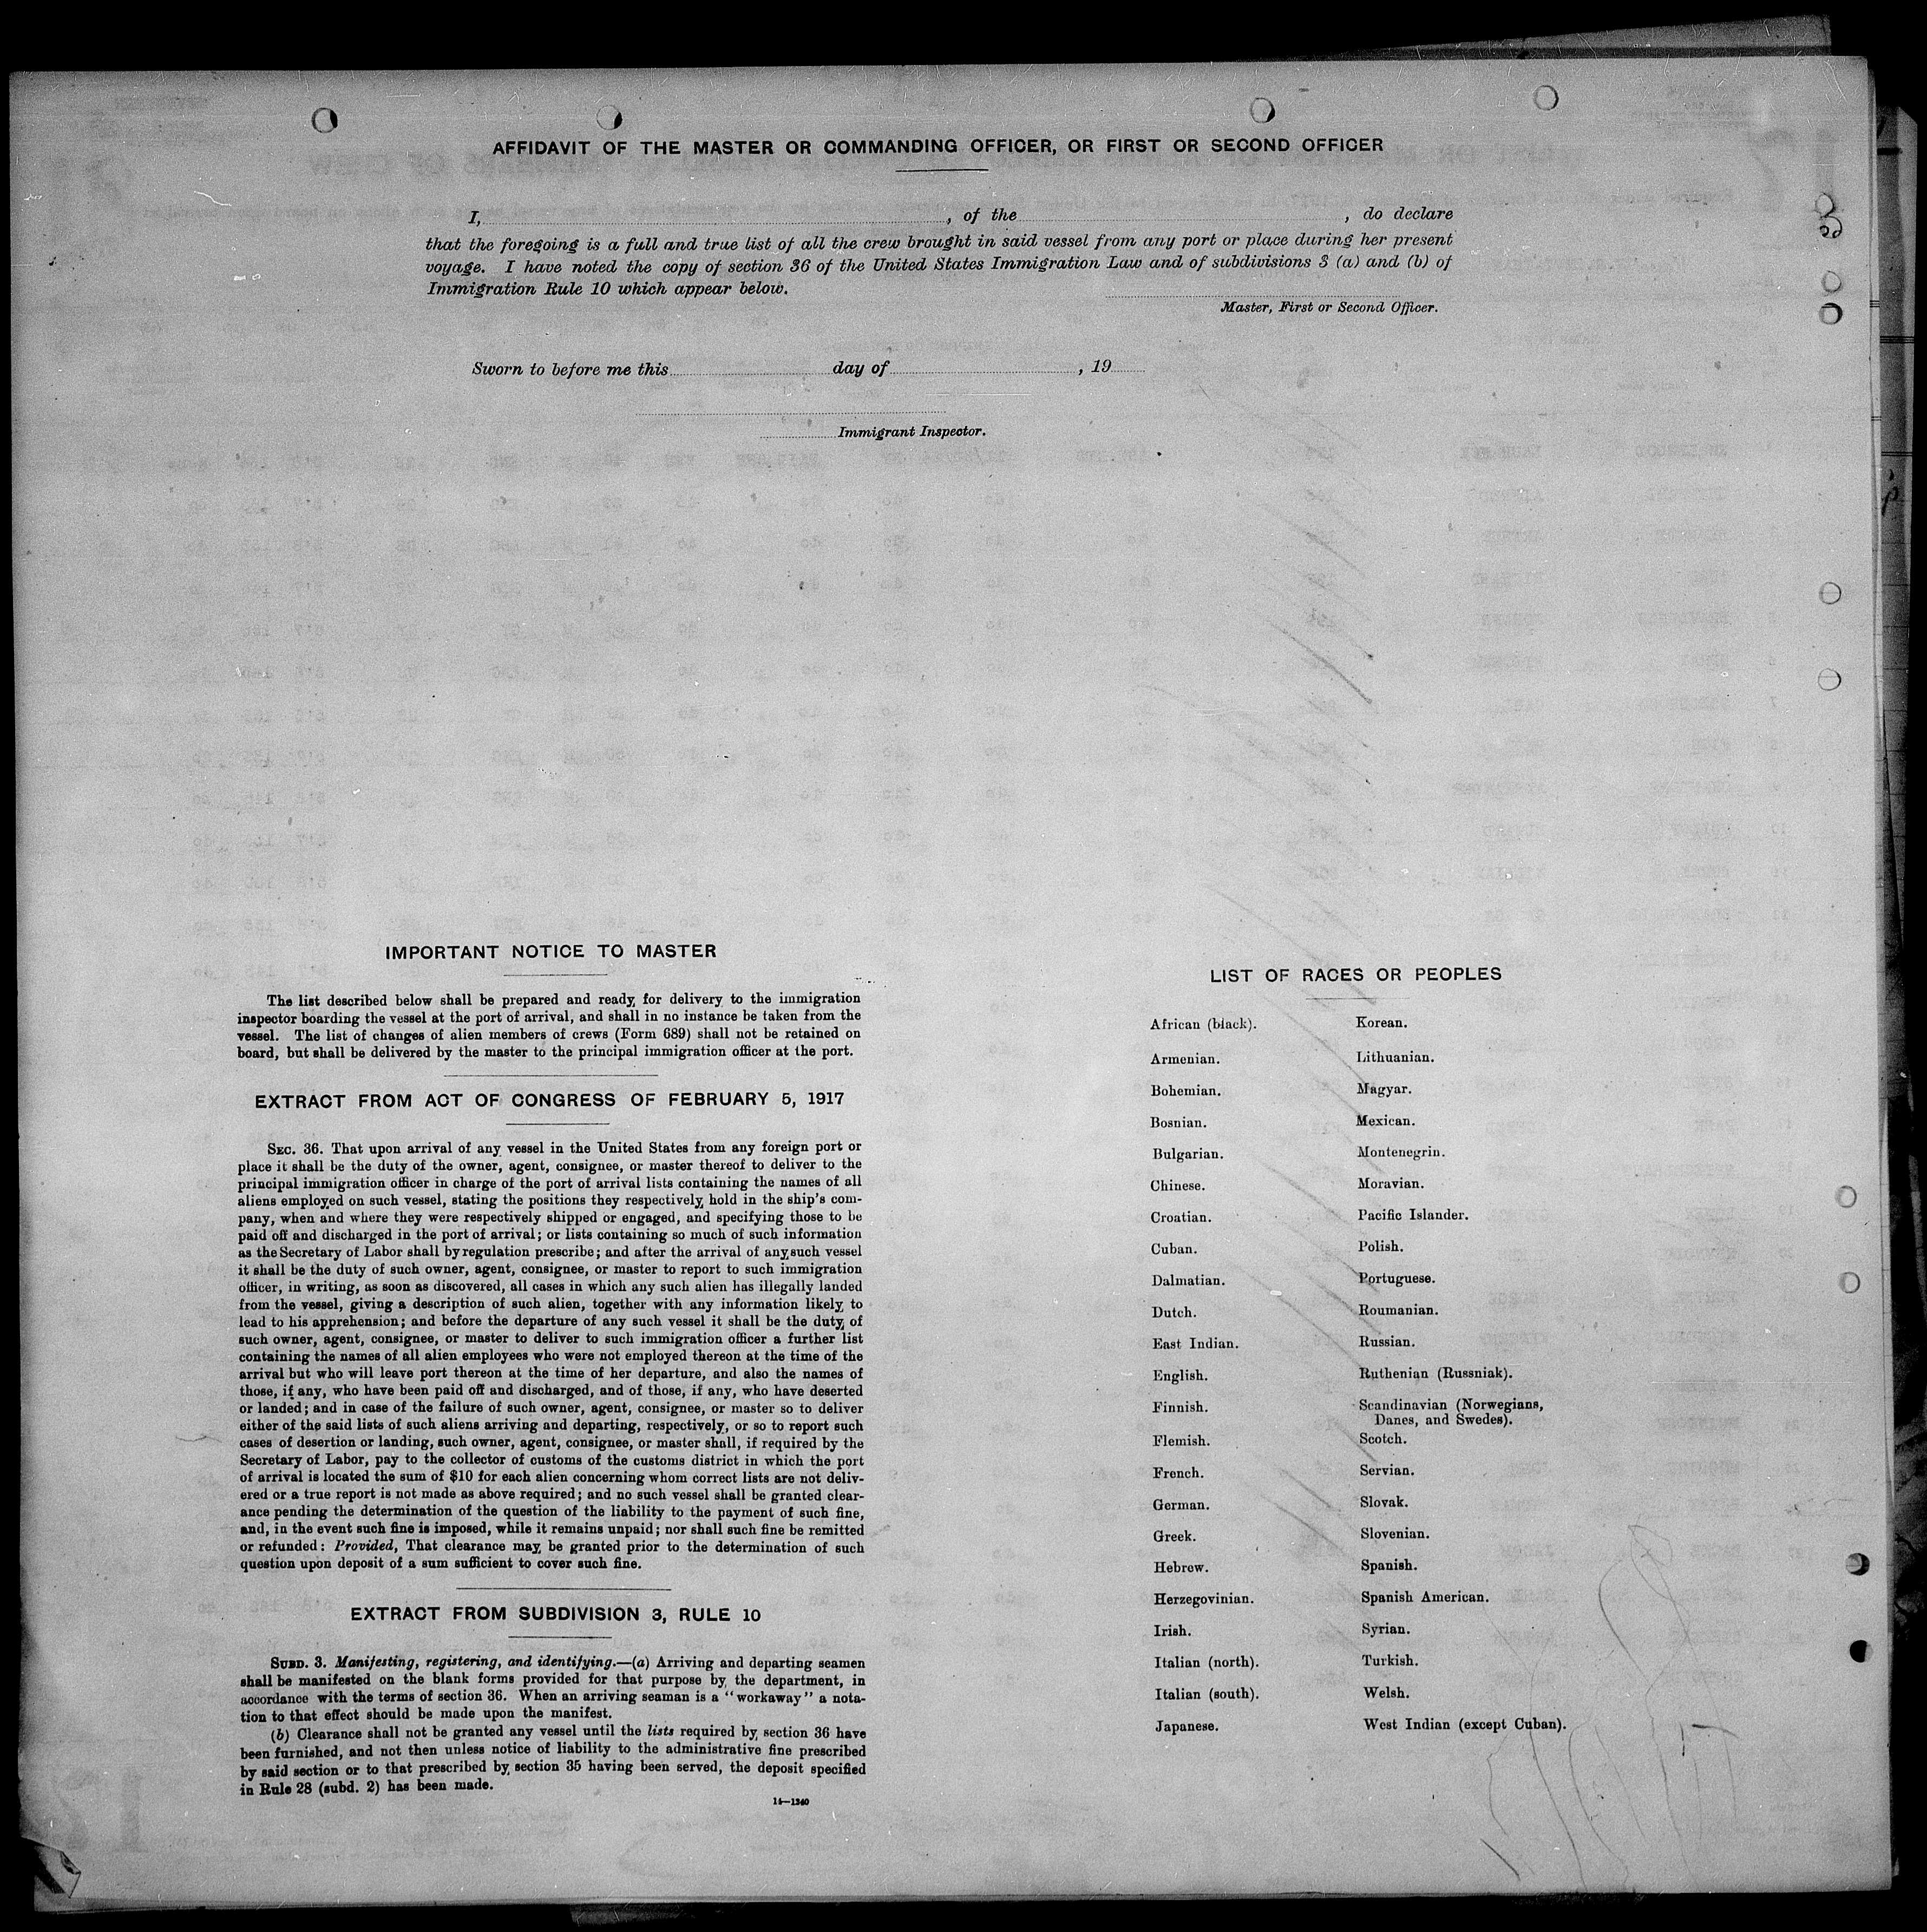 AFFIDAVIT OF THE MASTER OR COMMANDING OFFICER, OR FIRST OR SECOND OFFICER
I, , of the , do declare
that the foregoing is a full and true list of all the crew brought in said vessel from any port or place during her present
voyage. I have noted the copy of section 36 of the United States Immigration Law and of subdivisions 3 (a) and (b) of
Immigration Rule 10 which appear below.
Master, First or Second Officer.
Sworn to before me this day of , 19
Immigrant Inspector.
IMPORTANT NOTICE TO MASTER
The list described below shall be prepared and ready for delivery to the immigration
inspector boarding the vessel at the port of arrival, and shall in no instance be taken from the
vessel. The list of changes of alien members of crews (Form 689) shall not be retained on
board, but shall be delivered by the master to the principal immigration officer at the port.
EXTRACT FROM ACT OF CONGRESS OF FEBRUARY 5, 1917
SEC. 36. That upon arrival of any vessel in the United States from any foreign port or
place it shall be the duty of the owner, agent, consignee, or master thereof to deliver to the
principal immigration officer in charge of the port of arrival lists containing the names of all
aliens employed on such vessel, stating the positions they respectively hold in the ship's com-
pany, when and where they were respectively shipped or engaged, and specifying those to be
paid off and discharged in the port of arrival; or lists containing so much of such information
as the Secretary of Labor shall by regulation prescribe; and after the arrival of any such vessel
it shall be the duty of such owner, agent, consignee, or master to report to such immigration
officer, in writing, as soon as discovered, all cases in which any such alien has illegally landed
from the vessel, giving a description of such alien, together with any information likely to
lead to his apprehension; and before the departure of any such vessel it shall be the duty of
such owner, agent, consignee, or master to deliver to such immigration officer a further list
containing the names of all alien employees who were not employed thereon at the time of the
arrival but who will leave port thereon at the time of her departure, and also the names of
those, if any, who have been paid off and discharged, and of those, if any, who have deserted
or landed; and in case of the failure of such owner, agent, consignee, or master so to deliver
either of the said lists of such aliens arriving and departing, respectively, or so to report such
cases of desertion or landing, such owner, agent, consignee, or master shall, if required by the
Secretary of Labor, pay to the collector of customs of the customs district in which the port
of arrival is located the sum of $10 for each alien concerning whom correct lists are not deliv-
ered or a true report is not made as above required; and no such vessel shall be granted clear-
ance pending the determination of the question of the liability to the payment of such fine,
and, in the event such fine is imposed, while it remains unpaid; nor shall such fine be remitted
or refunded: Provided, That clearance may be granted prior to the determination of such
question upon deposit of a sum sufficient to cover such fine.
EXTRACT FROM SUBDIVISION 3, RULE 10
SUBD. 3. Manifesting, registering, and identifying.—(a) Arriving and departing seamen
shall be manifested on the blank forms provided for that purpose by the department, in
accordance with the terms of section 36. When an arriving seaman is a "workaway" a nota-
tion to that effect should be made upon the manifest.
(b) Clearance shall not be granted any vessel until the lists required by section 36 have
been furnished, and not then unless notice of liability to the administrative fine prescribed
by said section or to that prescribed by section 35 having been served, the deposit specified
in Rule 28 (subd. 2) has been made.
14—1240
LIST OF RACES OR PEOPLES
African (black).
Armenian.
Bohemian.
Bosnian.
Bulgarian.
Chinese.
Croatian.
Cuban.
Dalmatian.
Dutch.
East Indian.
English.
Finnish.
Flemish.
French.
German.
Greek.
Hebrew.
Herzegovinian.
Irish.
Italian (north).
Italian (south).
Japanese.
Korean.
Lithuanian.
Magyar.
Mexican.
Montenegrin.
Moravian.
Pacific Islander.
Polish.
Portuguese.
Roumanian.
Russian.
Ruthenian (Russniak).
Scandinavian (Norwegians,
Danes, and Swedes).
Scotch.
Servian.
Slovak.
Slovenian.
Spanish.
Spanish American.
Syrian.
Turkish.
Welsh.
West Indian (except Cuban).